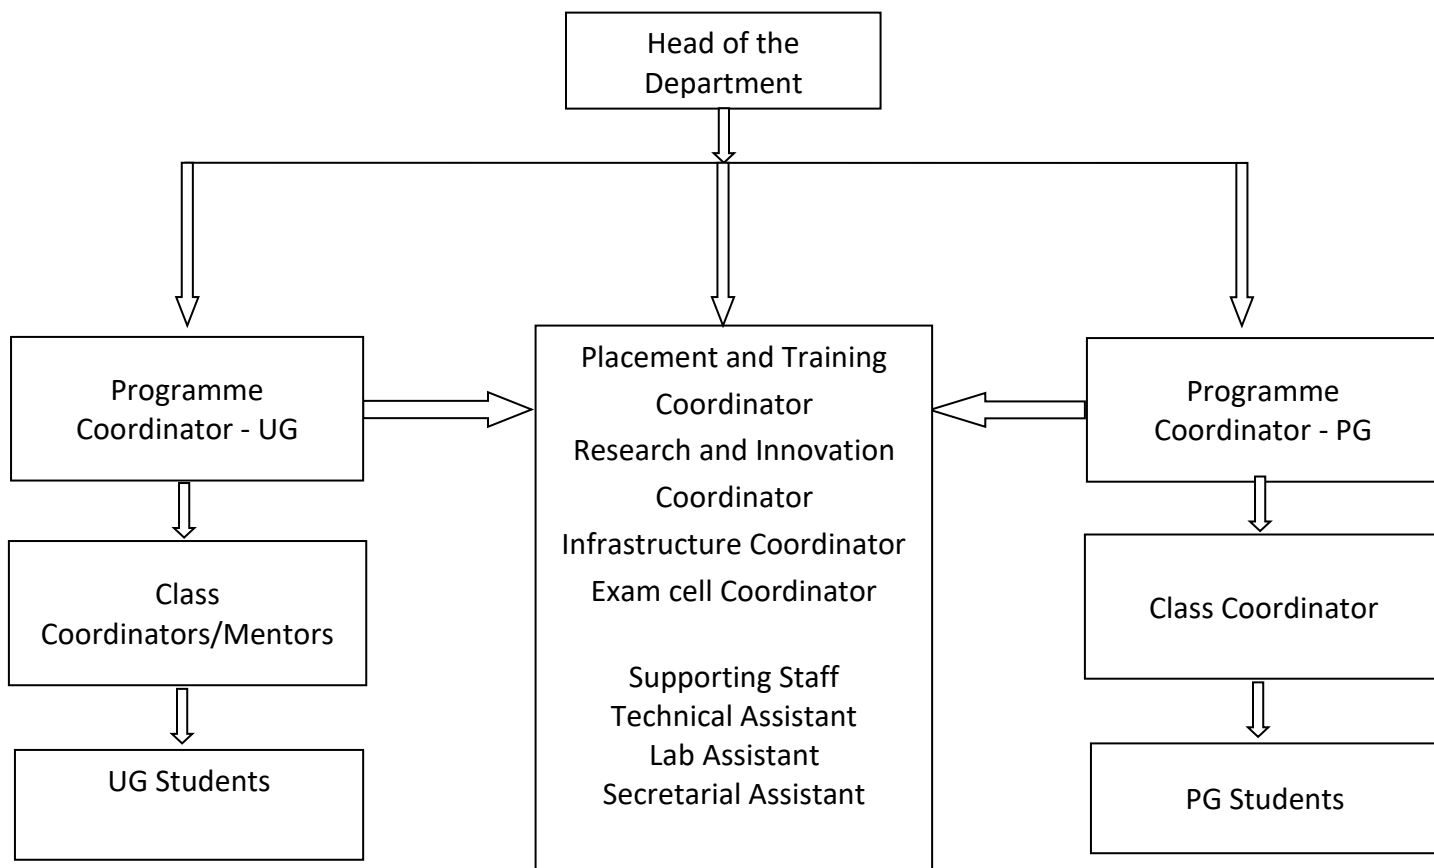 Head of the
Department
Programme
Coordinator - UG
Placement and Training
Coordinator
Research and Innovation
Coordinator
Infrastructure Coordinator
Exam cell Coordinator
Supporting Staff
Technical Assistant
Lab Assistant
Secretarial Assistant
Programme
Coordinator - PG
Class
Coordinators/Mentors
Class Coordinator
UG Students
PG Students